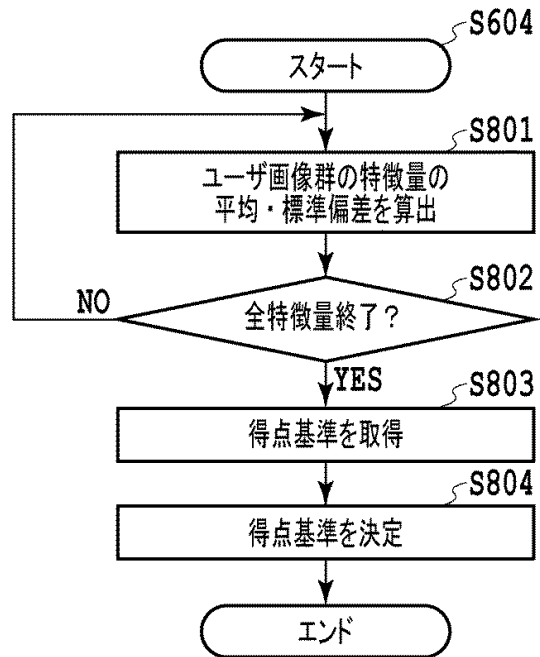 S604
スタート
S801
ユーザ画像群の特徴量の
平均・標準偏差を算出
S802
全特徴量終了？
NO
YES
S803
得点基準を取得
S804
得点基準を決定
エンド